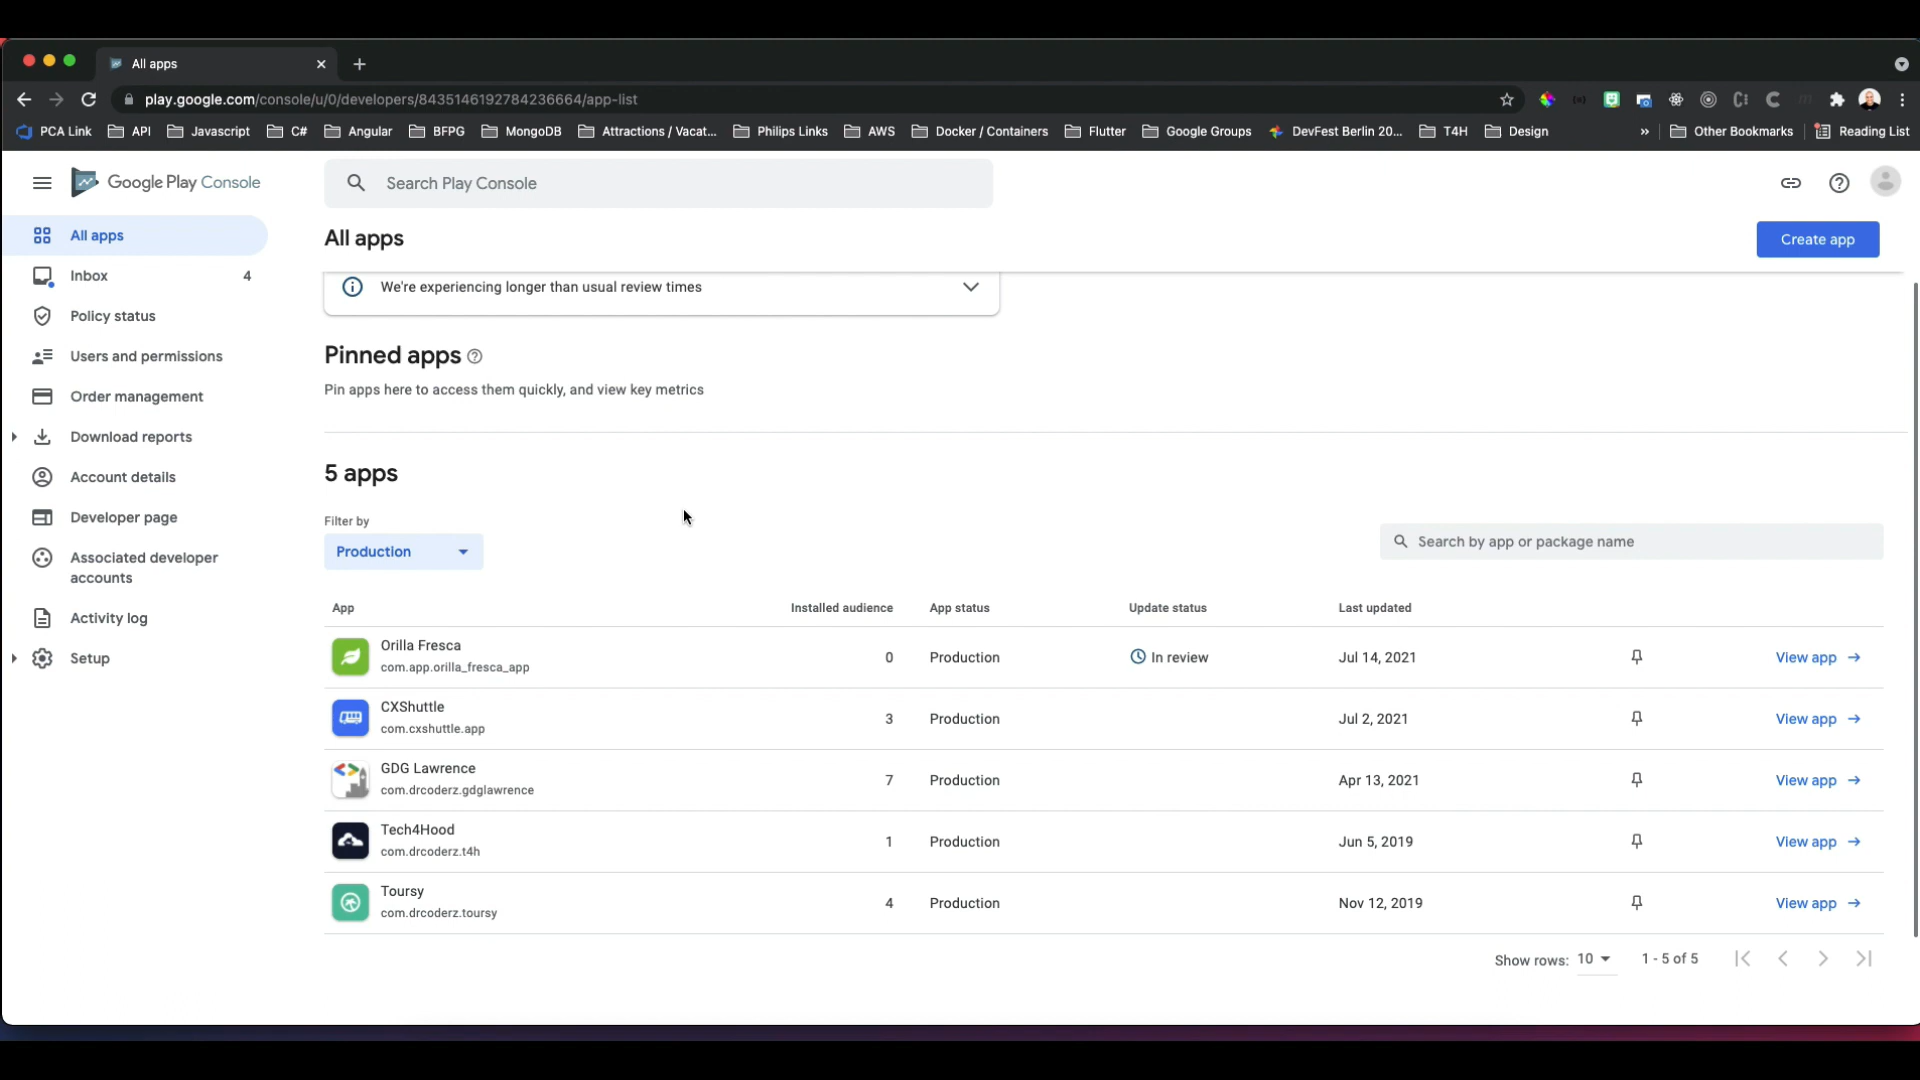 All apps
play.google.com/console/u/0/developers/8435146192784236664/app-list
PCA Link API Javascript C# Angular BFPG MongoDB Attractions / Vacat... Philips Links AWS Docker / Containers Flutter Google Groups DevFest Berlin 20... T4H Design » Other Bookmarks Reading List
Google Play Console
Search Play Console
All apps
Inbox 4
Policy status
Users and permissions
Order management
Download reports
Account details
Developer page
Associated developer
accounts
Activity log
Setup
All apps
Create app
We're experiencing longer than usual review times
Pinned apps
Pin apps here to access them quickly, and view key metrics
5 apps
Filter by
Production
Search by app or package name
App Installed audience App status Update status Last updated
Orilla Fresca
com.app.orilla_fresca_app
0 Production In review Jul 14, 2021 View app
CXShuttle
com.cxshuttle.app
3 Production Jul 2, 2021 View app
GDG Lawrence
com.drcoderz.gdglawrence
7 Production Apr 13, 2021 View app
Tech4Hood
com.drcoderz.t4h
1 Production Jun 5, 2019 View app
Toursy
com.drcoderz.toursy
4 Production Nov 12, 2019 View app
Show rows: 10 1 - 5 of 5